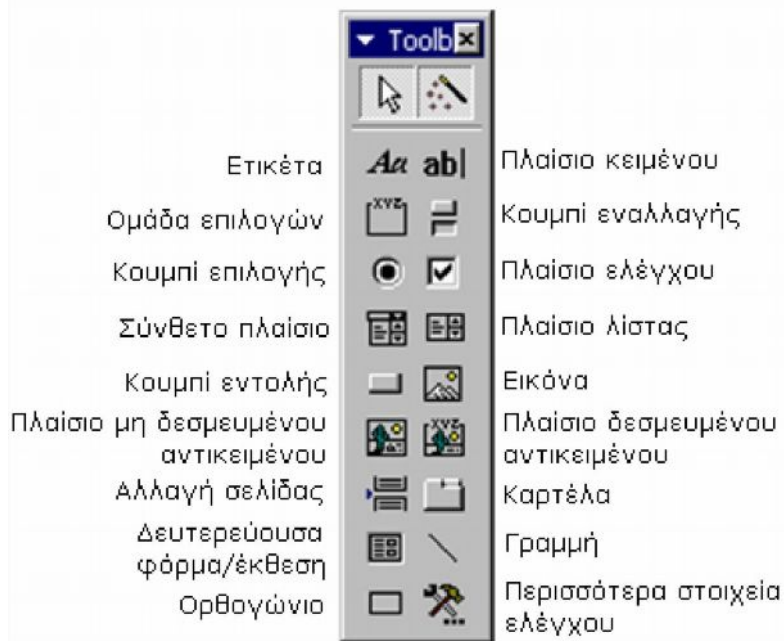 Toolb
Ετικέτα
Aa ab|
Πλαίσιο κειμένου
Ομάδα επιλογών
XYZ
Κουμπί εναλλαγής
Κουμπί επιλογής
Πλαίσιο ελέγχου
Σύνθετο πλαίσιο
Πλαίσιο λίστας
Κουμπί εντολής
Εικόνα
Πλαίσιο μη δεσμευμένου
αντικειμένου
XYZ
Πλαίσιο δεσμευμένου
αντικειμένου
Αλλαγή σελίδας
Καρτέλα
Δευτερεύουσα
φόρμα/έκθεση
Γραμμή
Ορθογώνιο
Περισσότερα στοιχεία
ελέγχου